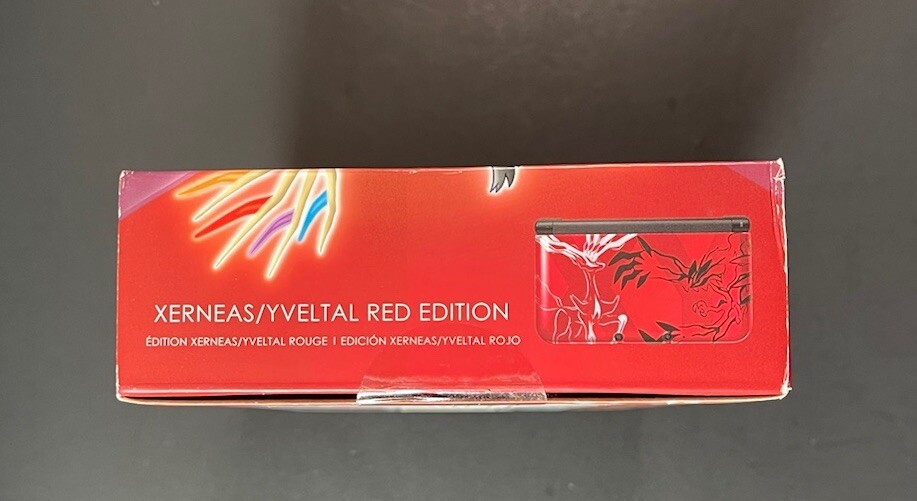 XERNEAS/YVELTAL RED EDITION
ÉDITION XERNEAS/YVELTAL ROUGE | EDICIÓN XERNEAS/YVELTAL ROJO